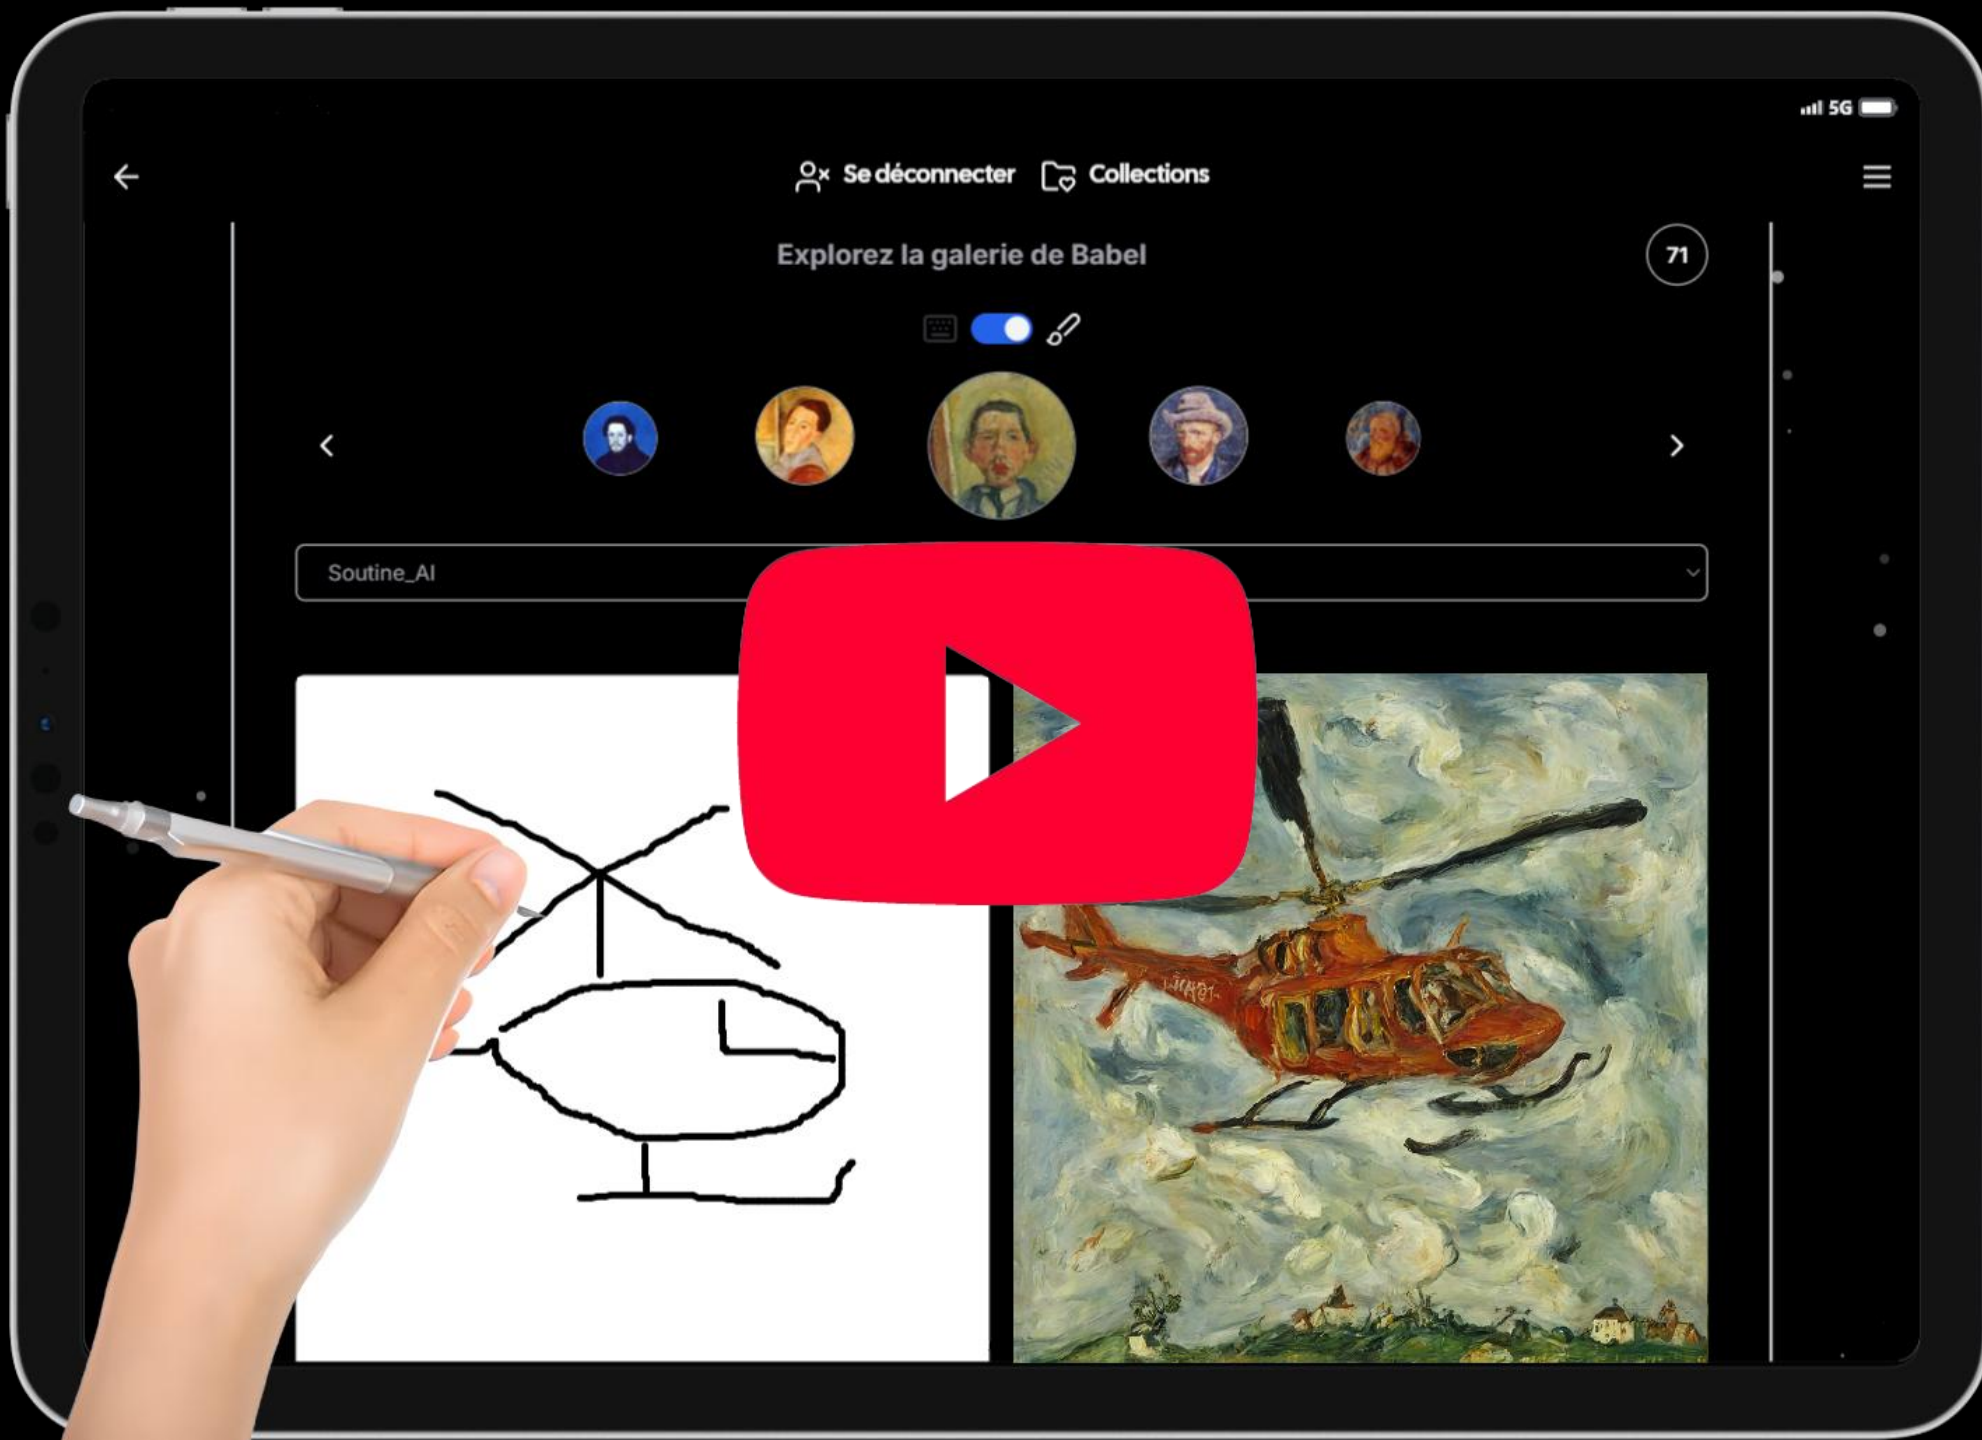 5G
Se déconnecter Collections
Explorez la galerie de Babel
71
Soutine_AI